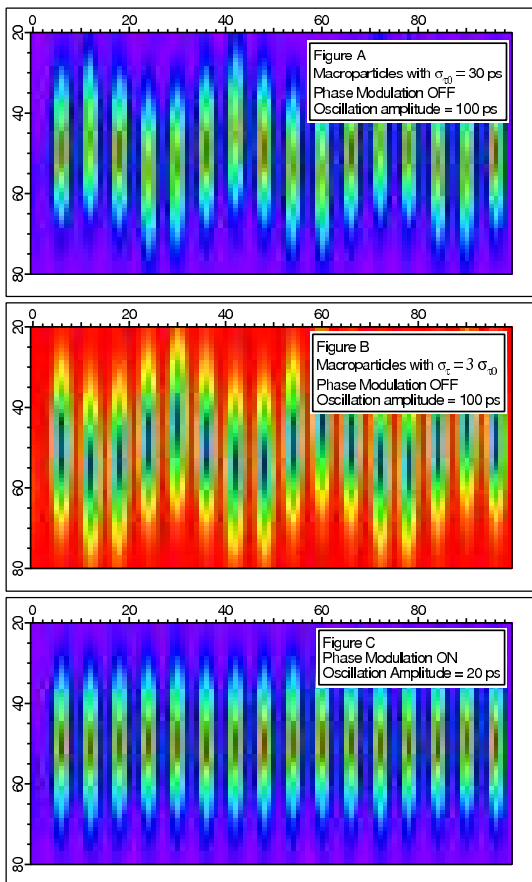 0 20 40 60 80
20
40
60
80
Figure A
Macroparticles with στ0 = 30 ps
Phase Modulation OFF
Oscillation amplitude = 100 ps
0 20 40 60 80
20
40
60
80
Figure B
Macroparticles with στ = 3 στ0
Phase Modulation OFF
Oscillation amplitude = 100 ps
0 20 40 60 80
20
40
60
80
Figure C
Phase Modulation ON
Oscillation Amplitude = 20 ps